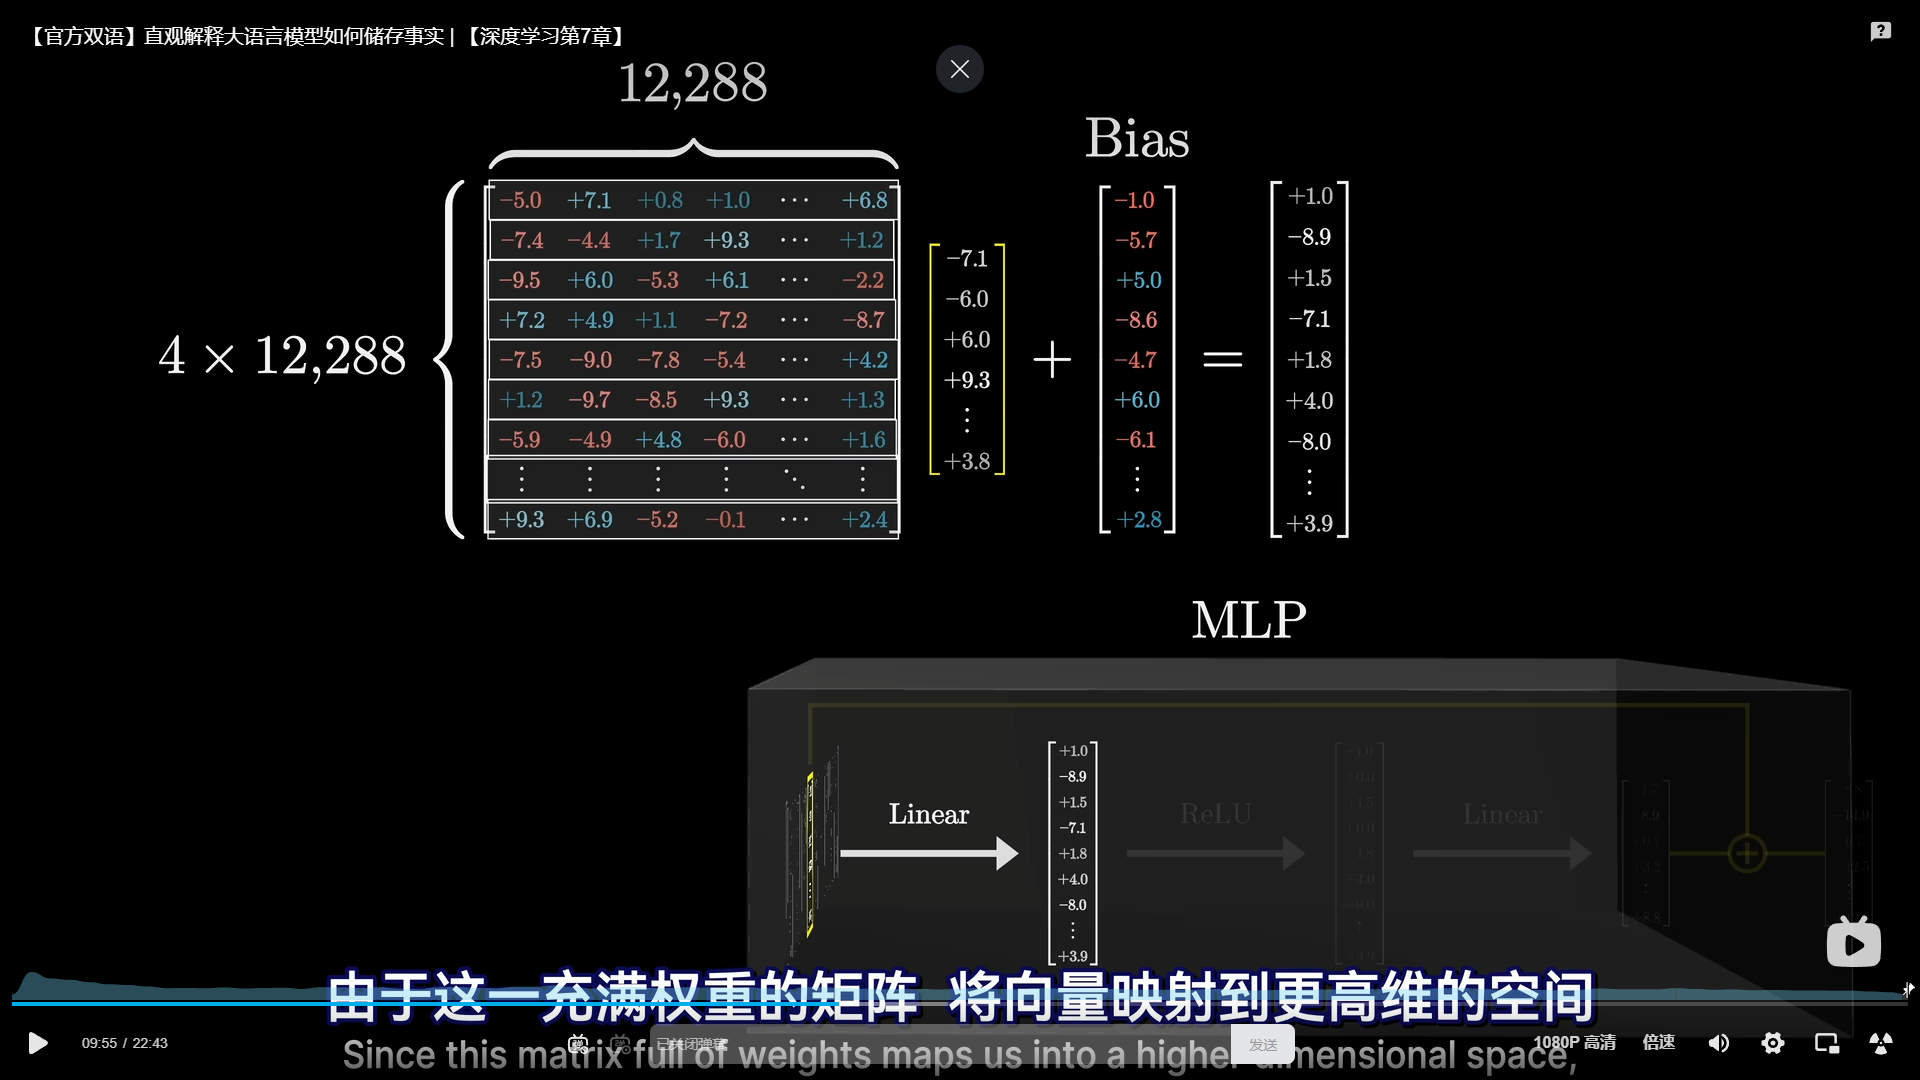 【官方双语】直观解释大语言模型如何储存事实 | 【深度学习第7章】
12,288
Bias
4 × 12,288
−5.0 +7.1 +0.8 +1.0 ⋯ +6.8
−7.4 −4.4 +1.7 +9.3 ⋯ +1.2
−9.5 +6.0 −5.3 +6.1 ⋯ −2.2
+7.2 +4.9 +1.1 −7.2 ⋯ −8.7
−7.5 −9.0 −7.8 −5.4 ⋯ +4.2
+1.2 −9.7 −8.5 +9.3 ⋯ +1.3
−5.9 −4.9 +4.8 −6.0 ⋯ +1.6
⋮ ⋮ ⋮ ⋮ ⋱ ⋮
+9.3 +6.9 −5.2 −0.1 ⋯ +2.4
−7.1
−6.0
+6.0
+9.3
⋮
+3.8
+
−1.0
−5.7
+5.0
−8.6
−4.7
+6.0
−6.1
⋮
+2.8
=
+1.0
−8.9
+1.5
−7.1
+1.8
+4.0
−8.0
⋮
+3.9
MLP
Linear
+1.0
−8.9
+1.5
−7.1
+1.8
+4.0
−8.0
⋮
+3.9
ReLU
Linear
由于这一充满权重的矩阵 将向量映射到更高维的空间
Since this matrix full of weights maps us into a higher dimensional space,
09:55 / 22:43
已关闭弹幕
发送
1080P 高清
倍速